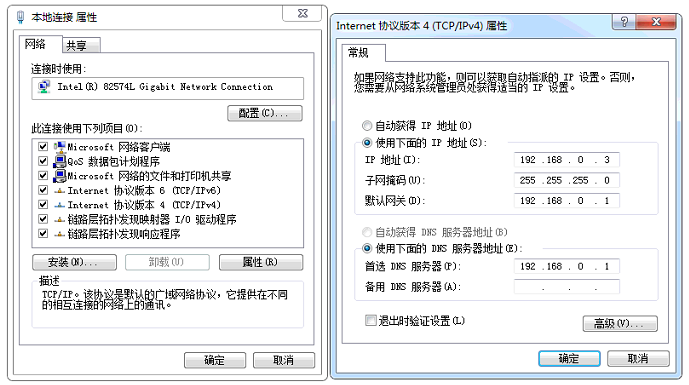 本地连接 属性
网络
共享
连接时使用:
Intel(R) 82574L Gigabit Network Connection
配置(C)...
此连接使用下列项目(O):
Microsoft 网络客户端
QoS 数据包计划程序
Microsoft 网络的文件和打印机共享
Internet 协议版本 6 (TCP/IPv6)
Internet 协议版本 4 (TCP/IPv4)
链路层拓扑发现映射器 I/O 驱动程序
链路层拓扑发现响应程序
安装(N)...
卸载(U)
属性(R)
描述
TCP/IP。该协议是默认的广域网络协议，它提供在不同
的相互连接的网络上的通讯。
确定
取消
Internet 协议版本 4 (TCP/IPv4) 属性
?
常规
如果网络支持此功能，则可以获取自动指派的 IP 设置。否则，
您需要从网络系统管理员处获得适当的 IP 设置。
自动获得 IP 地址(O)
使用下面的 IP 地址(S):
IP 地址(I):
192 .168 . 0 . 3
子网掩码(U):
255 .255 .255 . 0
默认网关(D):
192 .168 . 0 . 1
自动获得 DNS 服务器地址(B)
使用下面的 DNS 服务器地址(E):
首选 DNS 服务器(P):
192 .168 . 0 . 1
备用 DNS 服务器(A):
. . .
退出时验证设置(L)
高级(V)...
确定
取消